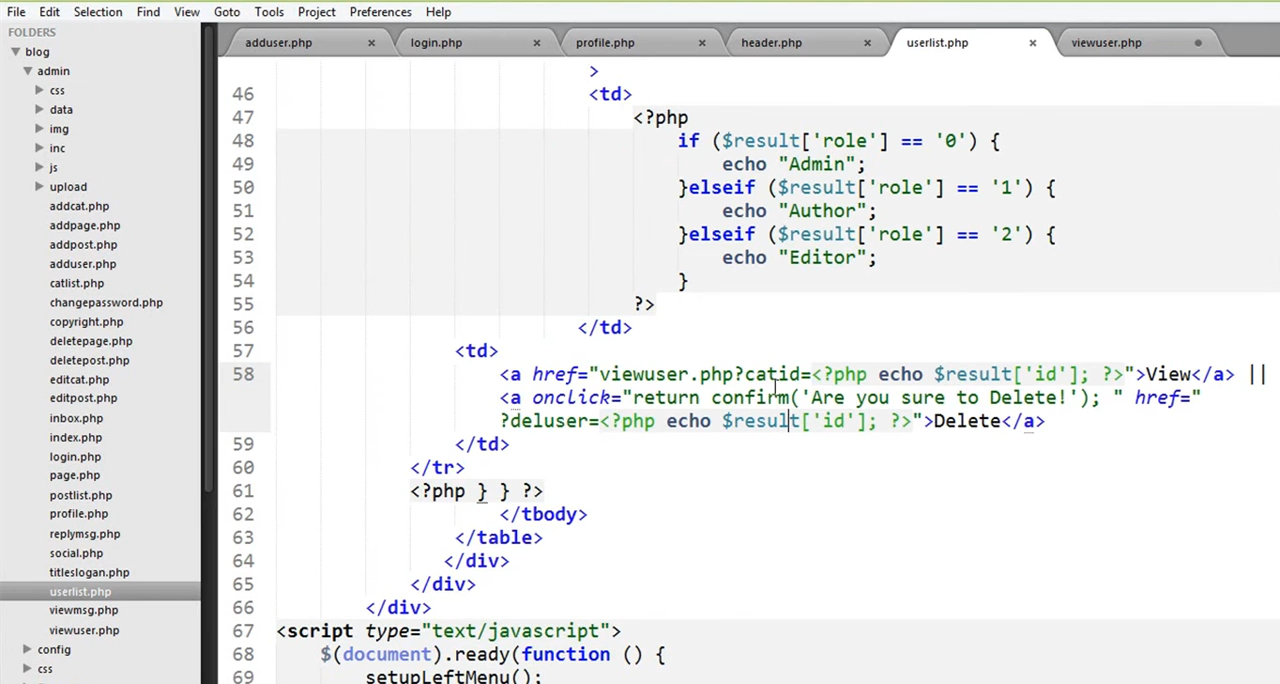 File Edit Selection Find View Goto Tools Project Preferences Help
FOLDERS
blog
admin
css
data
img
inc
js
upload
addcat.php
addpage.php
addpost.php
adduser.php
catlist.php
changepassword.php
copyright.php
deletepage.php
deletepost.php
editcat.php
editpost.php
inbox.php
index.php
login.php
page.php
postlist.php
profile.php
replymsg.php
social.php
titleslogan.php
userlist.php
viewmsg.php
viewuser.php
config
css
adduser.php × login.php × profile.php × header.php × userlist.php × viewuser.php
>
46 <td>
47 <?php
48 if ($result['role'] == '0') {
49 echo "Admin";
50 }elseif ($result['role'] == '1') {
51 echo "Author";
52 }elseif ($result['role'] == '2') {
53 echo "Editor";
54 }
55 ?>
56 </td>
57 <td>
58 <a href="viewuser.php?catid=<?php echo $result['id']; ?>">View</a> ||
<a onclick="return confirm('Are you sure to Delete!'); " href="
?deluser=<?php echo $result['id']; ?>">Delete</a>
59 </td>
60 </tr>
61 <?php } } ?>
62 </tbody>
63 </table>
64 </div>
65 </div>
66 </div>
67 <script type="text/javascript">
68 $(document).ready(function () {
69 setupLeftMenu();